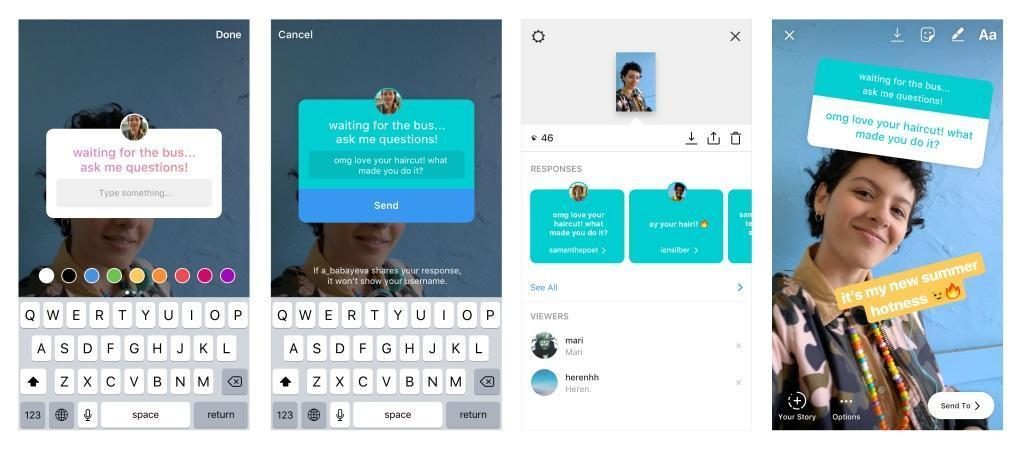 Done
waiting for the bus...
ask me questions!
Type something...
Q W E R T Y U I O P
A S D F G H J K L
Z X C V B N M
123 space return
Cancel
waiting for the bus...
ask me questions!
omg love your haircut! what
made you do it?
Send
If a_babayeva shares your response,
it won't show your username.
Q W E R T Y U I O P
A S D F G H J K L
Z X C V B N M
123 space return
46
RESPONSES
omg love your
haircut! what
made you do it?
samanthapoet
ay your hair!! 🔥
iansilber
See All
VIEWERS
mari
Mari
herenhh
Heren.
Aa
waiting for the bus...
ask me questions!
omg love your haircut! what
made you do it?
it's my new summer
hotness 😉🔥
Your Story
Options
Send To